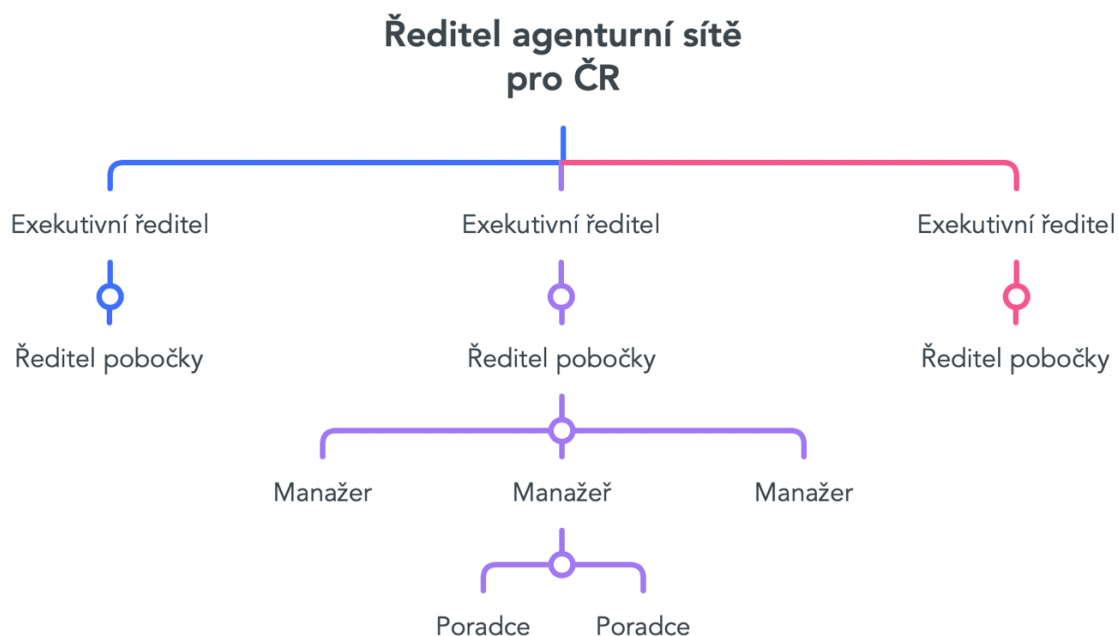 Ředitel agenturní sítě
pro ČR
Exekutivní ředitel
Exekutivní ředitel
Exekutivní ředitel
Ředitel pobočky
Ředitel pobočky
Ředitel pobočky
Manažer
Manažeř
Manažer
Poradce
Poradce